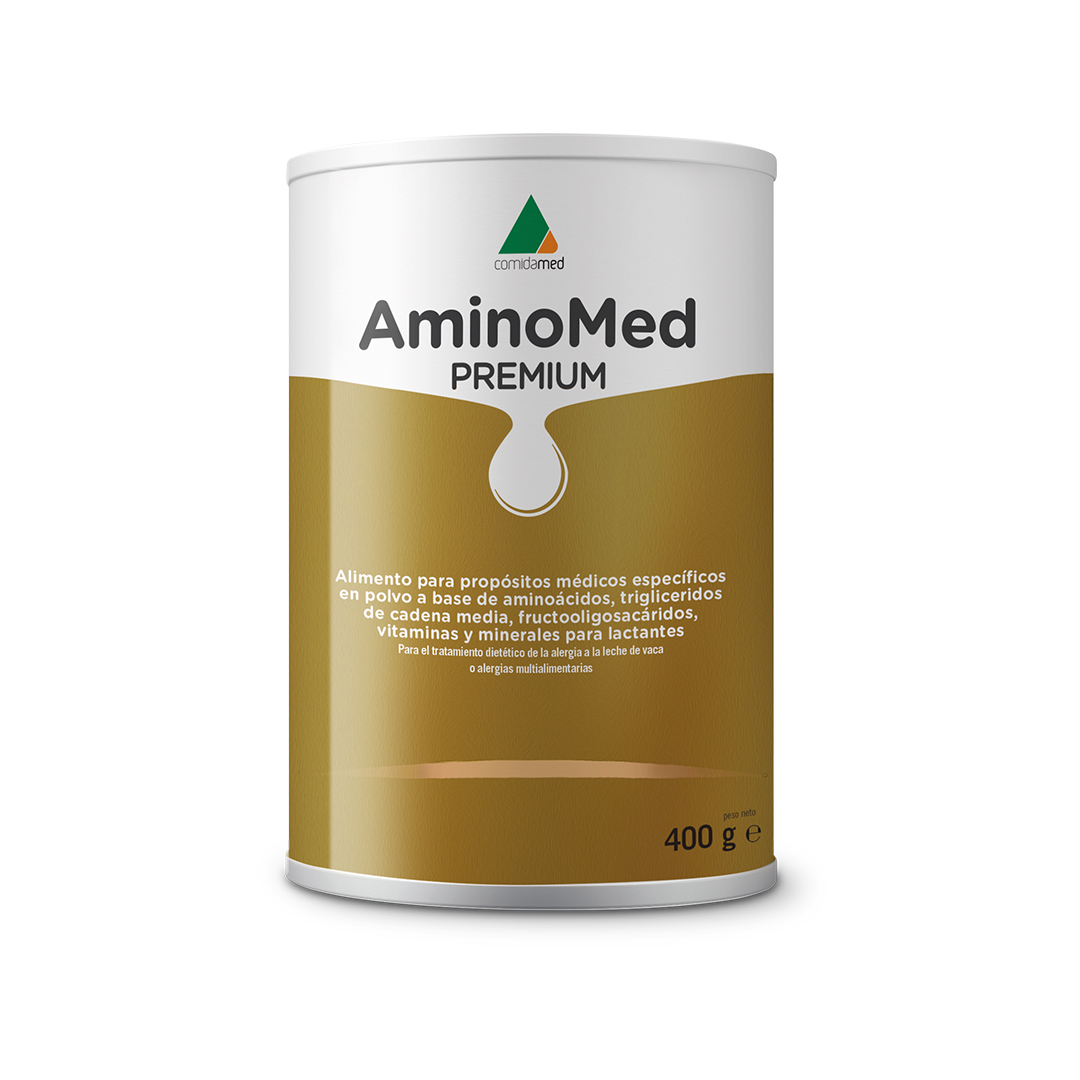 comidamed
AminoMed
PREMIUM
Alimento para propósitos médicos específicos
en polvo a base de aminoácidos, trigliceridos
de cadena media, fructooligosacáridos,
vitaminas y minerales para lactantes
Para el tratamiento dietético de la alergia a la leche de vaca
o alergias multialimentarias
peso neto
400 g ℮